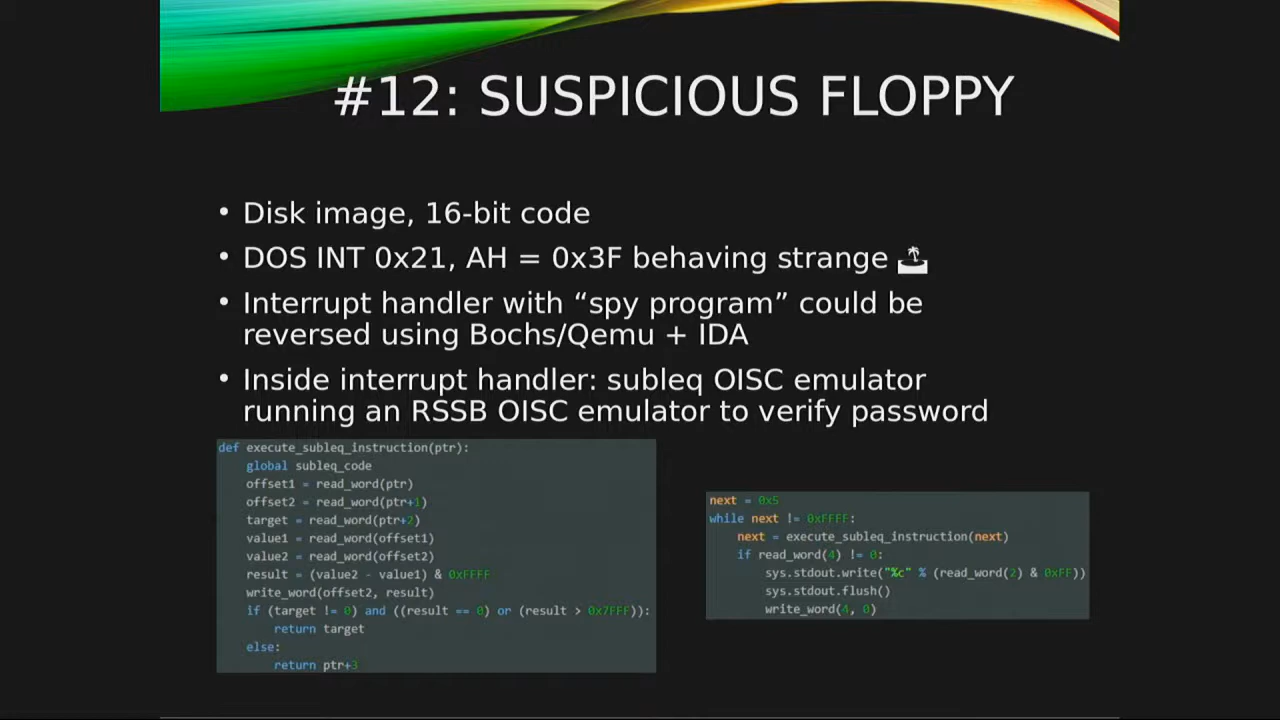 #12: SUSPICIOUS FLOPPY
• Disk image, 16-bit code
• DOS INT 0x21, AH = 0x3F behaving strange 🏝
• Interrupt handler with “spy program” could be
reversed using Bochs/Qemu + IDA
• Inside interrupt handler: subleq OISC emulator
running an RSSB OISC emulator to verify password
def execute_subleq_instruction(ptr):
    global subleq_code
    offset1 = read_word(ptr)
    offset2 = read_word(ptr+1)
    target = read_word(ptr+2)
    value1 = read_word(offset1)
    value2 = read_word(offset2)
    result = (value2 - value1) & 0xFFFF
    write_word(offset2, result)
    if (target != 0) and ((result == 0) or (result > 0x7FFF)):
        return target
    else:
        return ptr+3
next = 0x5
while next != 0xFFFF:
    next = execute_subleq_instruction(next)
    if read_word(4) != 0:
        sys.stdout.write("%c" % (read_word(2) & 0xFF))
        sys.stdout.flush()
        write_word(4, 0)